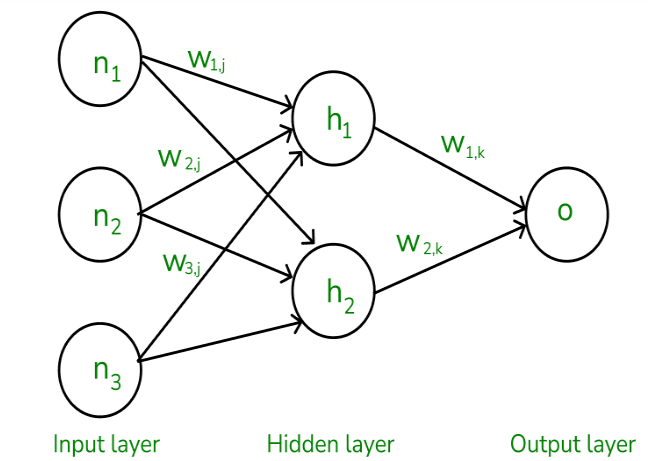 n1
W1,j
h1
W1,k
W2,j
n2
o
W2,k
W3,j
h2
n3
Input layer
Hidden layer
Output layer